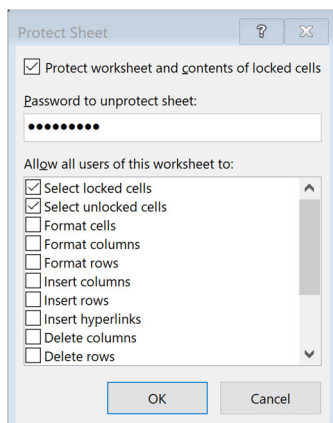 Protect Sheet
Protect worksheet and contents of locked cells
Password to unprotect sheet:
●●●●●●●●●
Allow all users of this worksheet to:
Select locked cells
Select unlocked cells
Format cells
Format columns
Format rows
Insert columns
Insert rows
Insert hyperlinks
Delete columns
Delete rows
OK Cancel